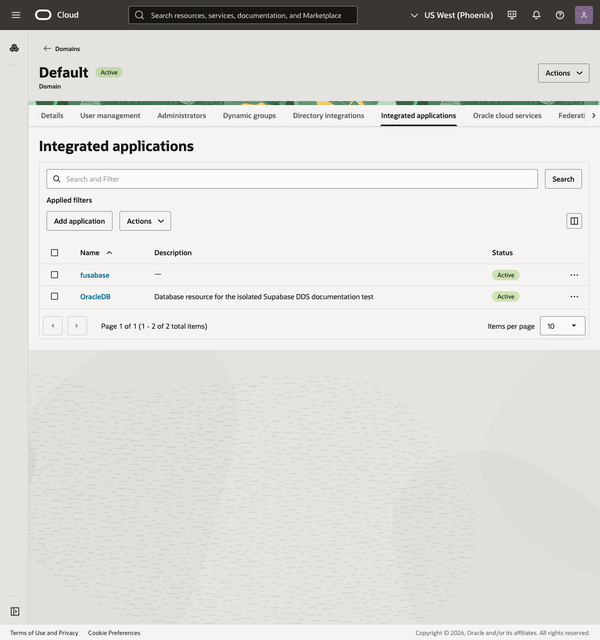 Cloud
Search resources, services, documentation, and Marketplace
US West (Phoenix)
Domains
Default
Active
Domain
Actions
Details
User management
Administrators
Dynamic groups
Directory integrations
Integrated applications
Oracle cloud services
Integrated applications
Search and Filter
Search
Applied filters
Add application
Actions
Name
Description
Status
fusabase
—
Active
OracleDB
Database resource for the isolated Supabase DDS documentation test
Active
Page 1 of 1 (1 - 2 of 2 total items)
Items per page
10
Terms of Use and Privacy
Cookie Preferences
Copyright © 2026, Oracle and/or its affiliates. All rights reserved.